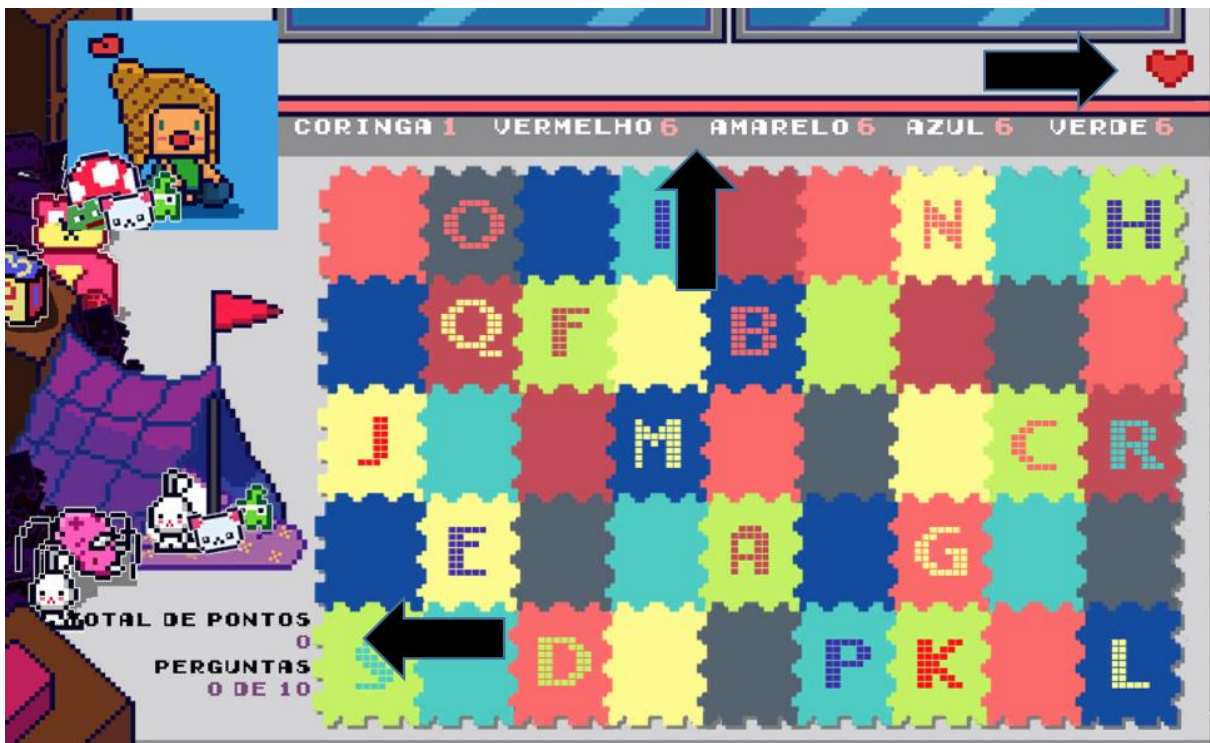 CORINGA 1 VERMELHO 6 AMARELO 6 AZUL 6 VERDE 6
O I N H
Q F B
J M C R
E A G
S D P K L
TOTAL DE PONTOS
0
PERGUNTAS
0 DE 10